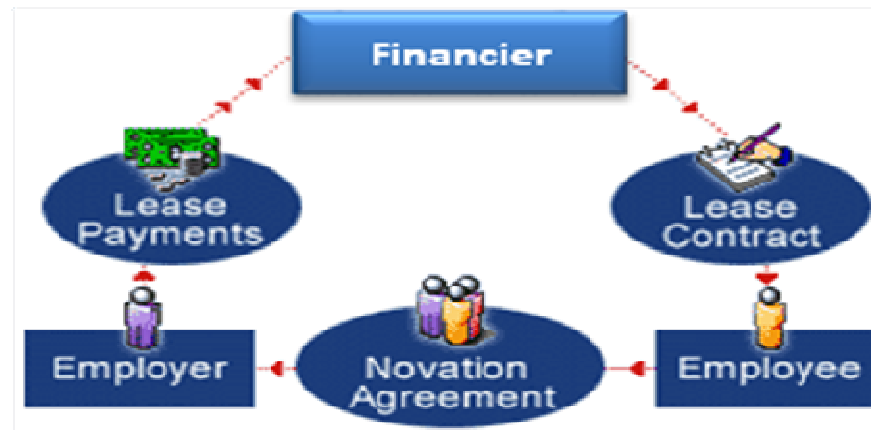 Financier
Lease
Payments
Lease
Contract
Employer
Novation
Agreement
Employee